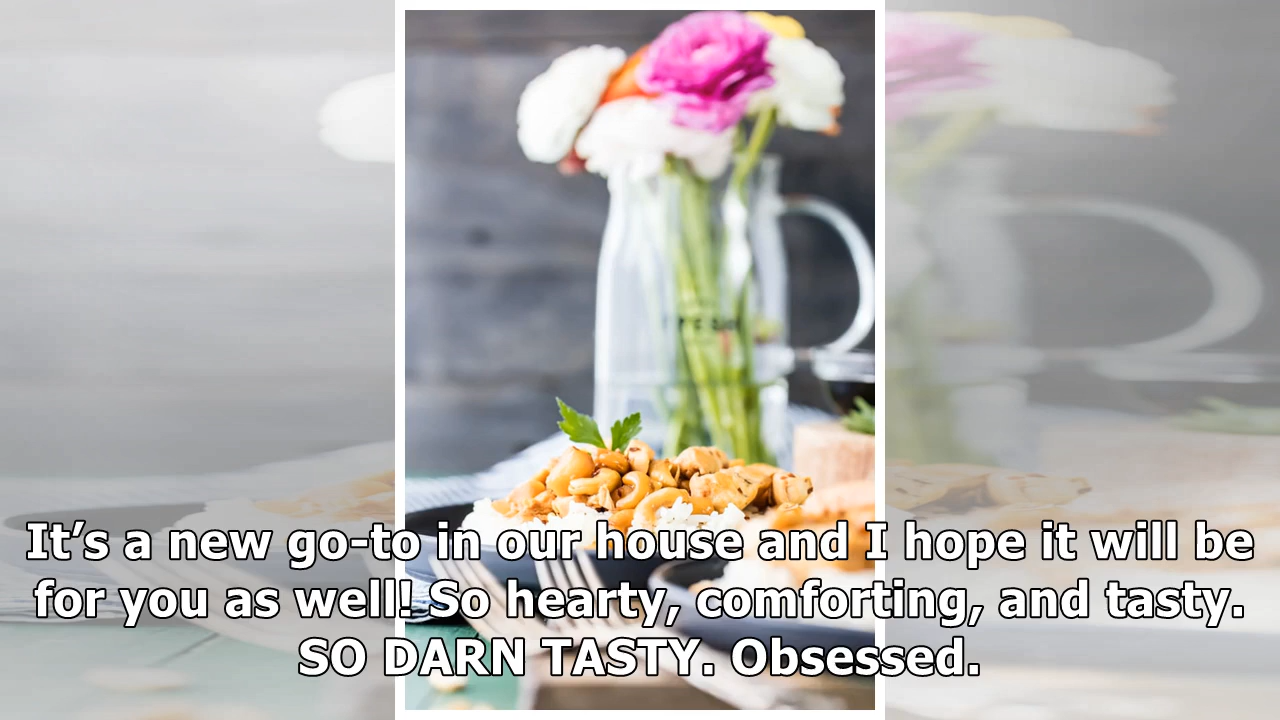 It’s a new go-to in our house and I hope it will be
for you as well! So hearty, comforting, and tasty.
SO DARN TASTY. Obsessed.